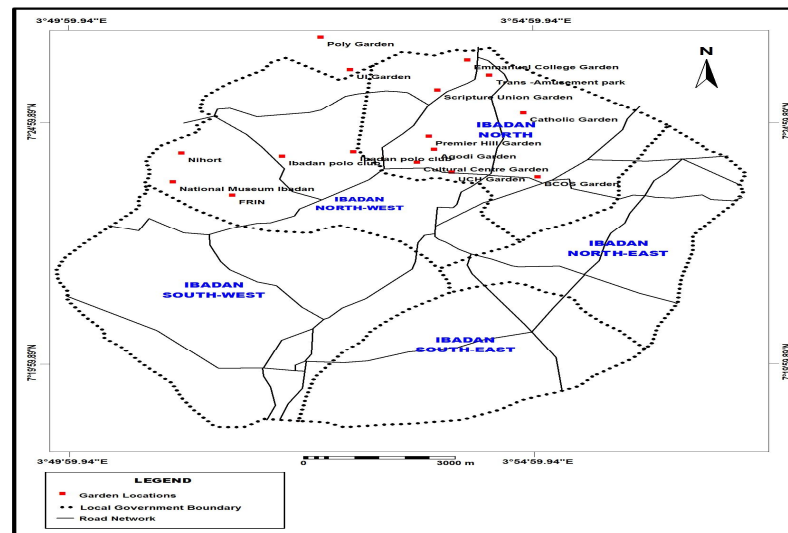 3°49'59.94"E
3°54'59.94"E
Poly Garden
N
Emmanuel College Garden
UI Garden
Trans -Amusement park
Scripture Union Garden
Catholic Garden
7°24'59.89"N
IBADAN
NORTH
Premier Hill Garden
Nihort
Ibadan polo club
Ibadan polo club
Agodi Garden
Cultural Centre Garden
UCH Garden
National Museum Ibadan
BCOS Garden
FRIN
IBADAN
NORTH-WEST
IBADAN
NORTH-EAST
IBADAN
SOUTH-WEST
IBADAN
SOUTH-EAST
7°19'59.89"N
3°49'59.94"E
3°54'59.94"E
0
3000 m
LEGEND
Garden Locations
Local Government Boundary
Road Network